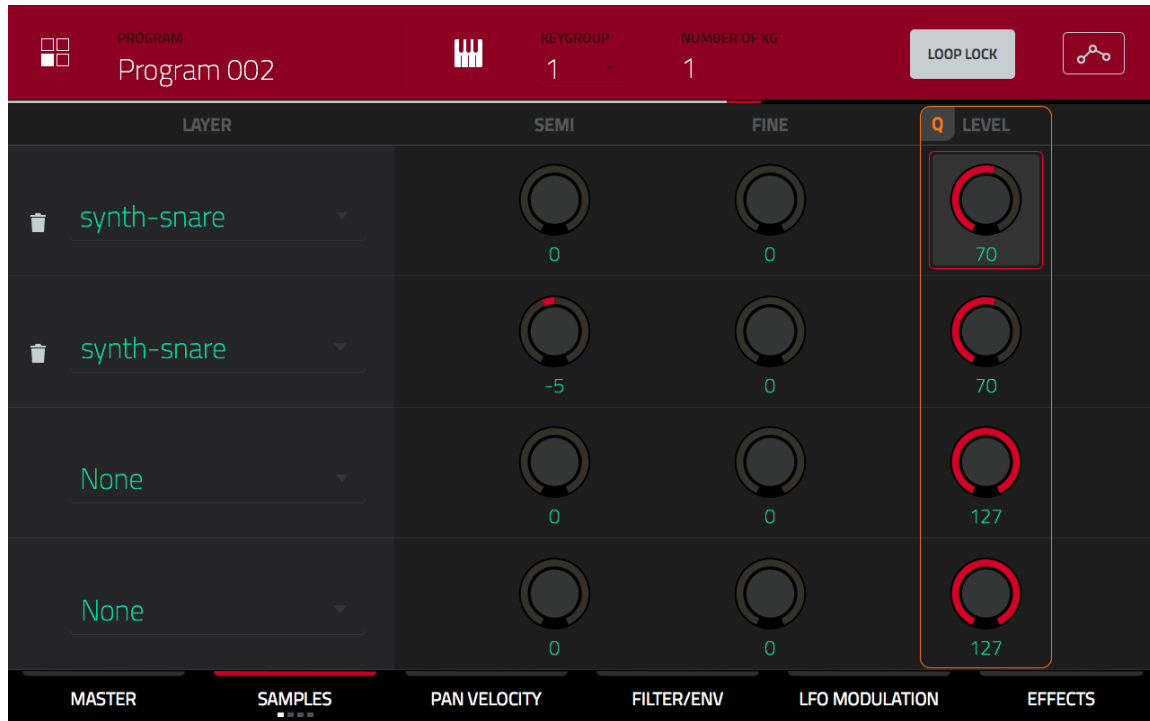 PROGRAM KEYGROUP NUMBER OF KG
Program 002 1 1 LOOP LOCK
LAYER SEMI FINE Q LEVEL
synth-snare
0 0 70
synth-snare
-5 0 70
None
0 0 127
None
0 0 127
MASTER SAMPLES PAN VELOCITY FILTER/ENV LFO MODULATION EFFECTS